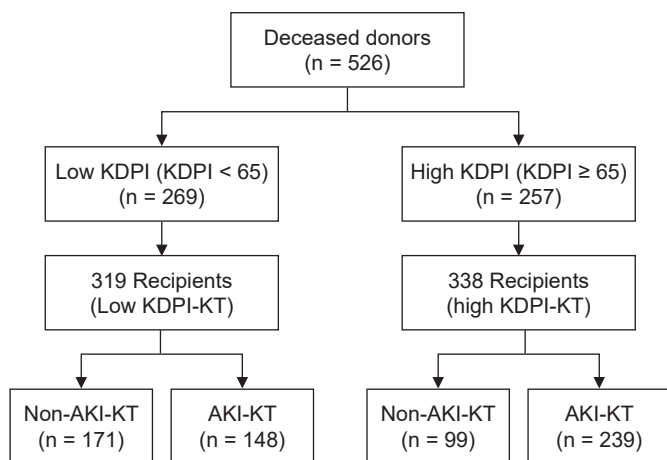 Deceased donors
(n = 526)
Low KDPI (KDPI < 65)
(n = 269)
High KDPI (KDPI ≥ 65)
(n = 257)
319 Recipients
(Low KDPI-KT)
338 Recipients
(high KDPI-KT)
Non-AKI-KT
(n = 171)
AKI-KT
(n = 148)
Non-AKI-KT
(n = 99)
AKI-KT
(n = 239)